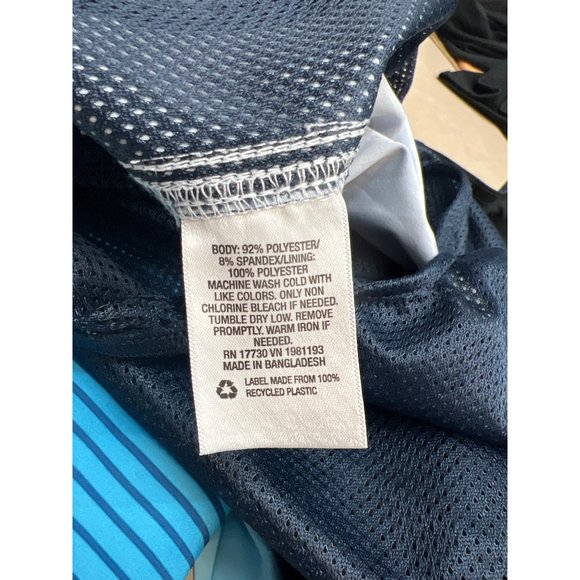 BODY: 92% POLYESTER/
8% SPANDEX/LINING:
100% POLYESTER
MACHINE WASH COLD WITH
LIKE COLORS. ONLY NON
CHLORINE BLEACH IF NEEDED.
TUMBLE DRY LOW. REMOVE
PROMPTLY. WARM IRON IF
NEEDED.
RN 17730 VN 1981193
MADE IN BANGLADESH
LABEL MADE FROM 100%
RECYCLED PLASTIC